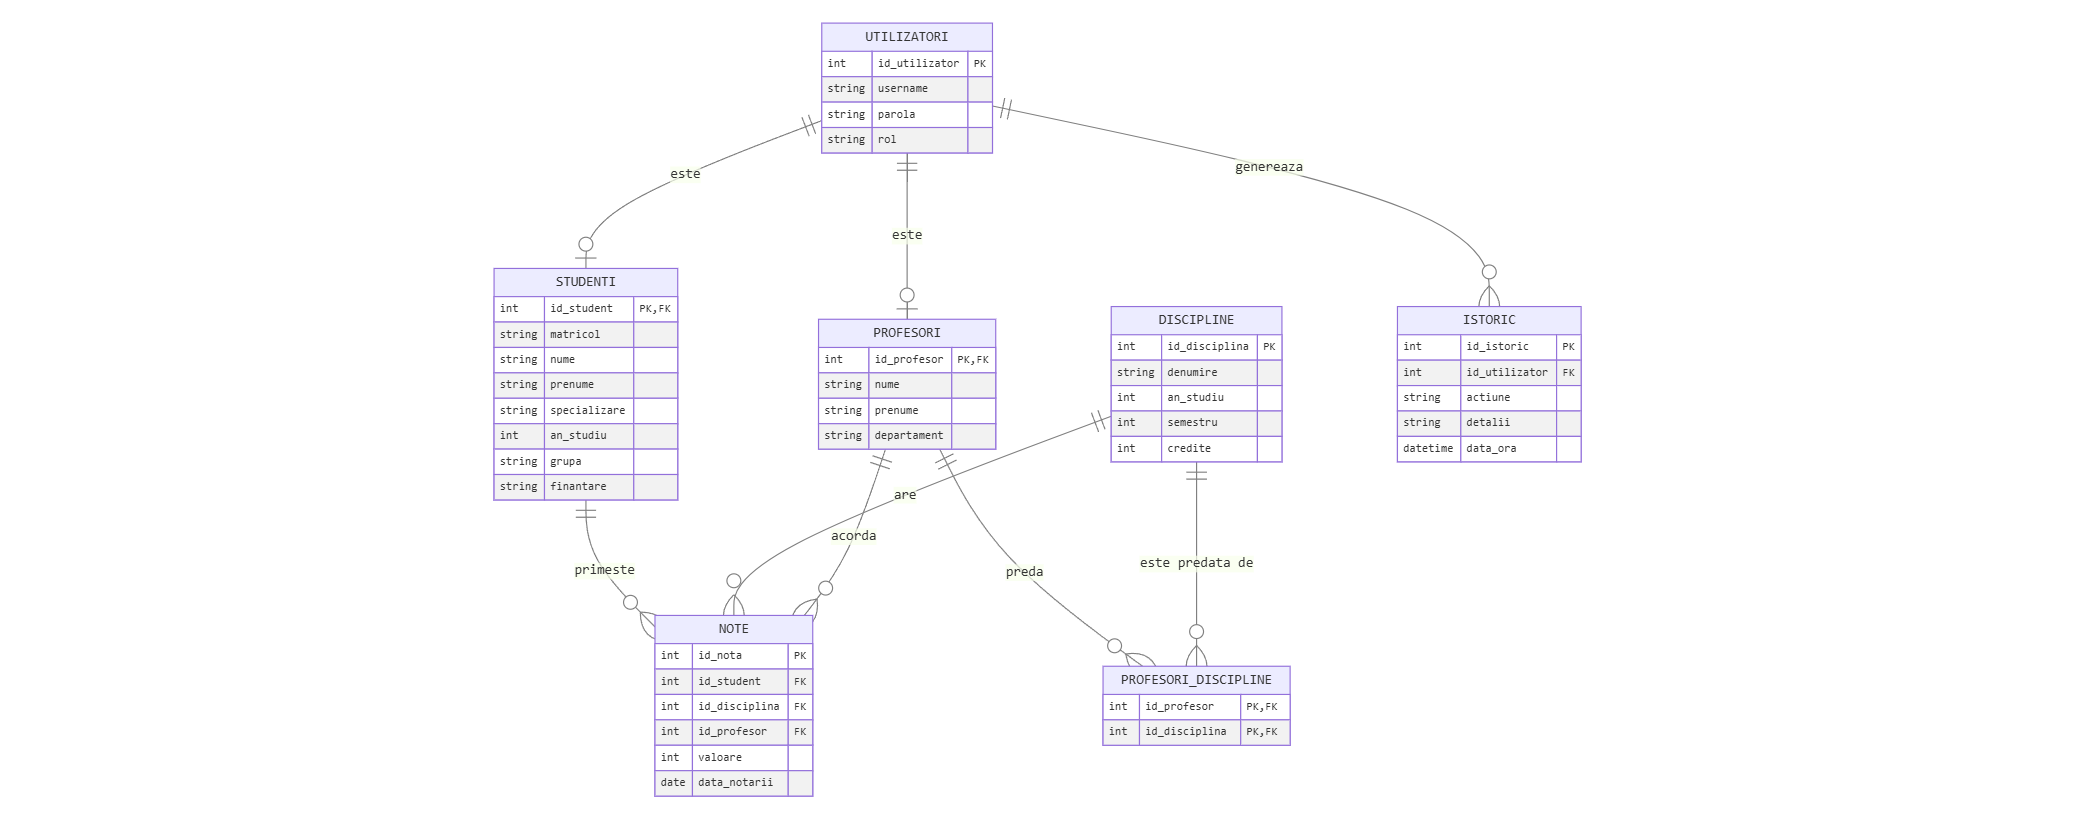 UTILIZATORI
int id_utilizator PK
string username
string parola
string rol
este
este
genereaza
STUDENTI
int id_student PK,FK
string matricol
string nume
string prenume
string specializare
int an_studiu
string grupa
string finantare
PROFESORI
int id_profesor PK,FK
string nume
string prenume
string departament
DISCIPLINE
int id_disciplina PK
string denumire
int an_studiu
int semestru
int credite
ISTORIC
int id_istoric PK
int id_utilizator FK
string actiune
string detalii
datetime data_ora
primeste
are
acorda
preda
este predata de
NOTE
int id_nota PK
int id_student FK
int id_disciplina FK
int id_profesor FK
int valoare
date data_notarii
PROFESORI_DISCIPLINE
int id_profesor PK,FK
int id_disciplina PK,FK